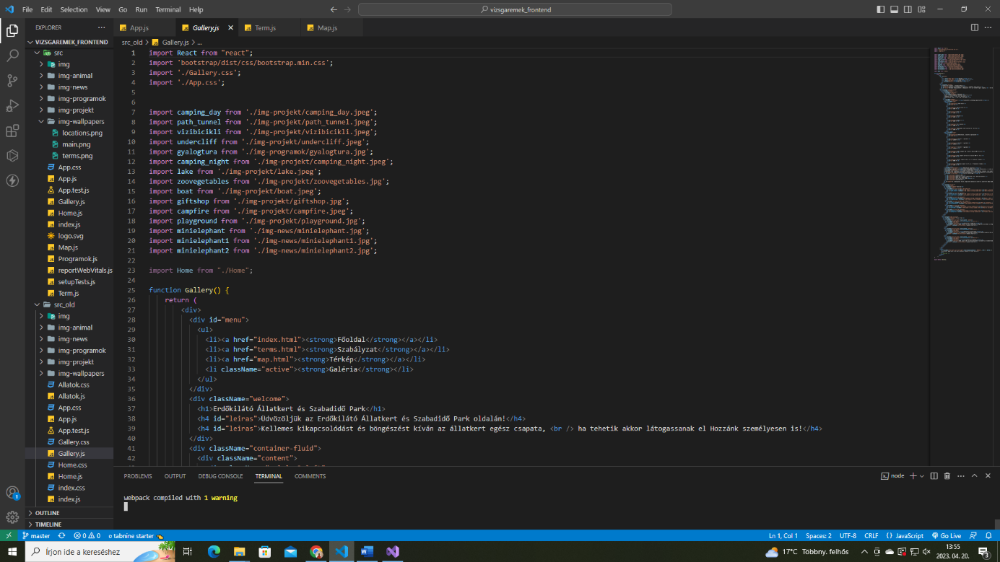 File Edit Selection View Go Run Terminal Help
vizsgaremek_frontend
EXPLORER
VIZSGAREMEK_FRONTEND
src
img
img-animal
img-news
img-programok
img-projekt
img-wallpapers
locations.png
main.png
terms.png
App.css
App.js
App.test.js
Gallery.js
Home.js
index.js
logo.svg
Map.js
Programok.js
reportWebVitals.js
setupTests.js
Term.js
src_old
img
img-animal
img-news
img-programok
img-projekt
img-wallpapers
Allatok.css
Allatok.js
App.css
App.js
App.test.js
Gallery.css
Gallery.js
Home.css
Home.js
index.css
index.js
OUTLINE
TIMELINE
App.js Gallery.js Term.js Map.js
src_old > Gallery.js > ...
1 import React from "react";
2 import 'bootstrap/dist/css/bootstrap.min.css';
3 import './Gallery.css';
4 import './App.css';
5
6
7 import camping_day from './img-projekt/camping_day.jpeg';
8 import path_tunnel from './img-projekt/path_tunnel.jpeg';
9 import vizibicikli from './img-projekt/vizibicikli.jpeg';
10 import undercliff from './img-projekt/undercliff.jpeg';
11 import gyalogtura from './img-programok/gyalogtura.jpg';
12 import camping_night from './img-projekt/camping_night.jpeg';
13 import lake from './img-projekt/lake.jpeg';
14 import zoovegetables from './img-projekt/zoovegetables.jpg';
15 import boat from './img-projekt/boat.jpeg';
16 import giftshop from './img-projekt/giftshop.jpg';
17 import campfire from './img-projekt/campfire.jpeg';
18 import playground from './img-projekt/playground.jpg';
19 import minielephant from './img-news/minielephant.jpg';
20 import minielephant1 from './img-news/minielephant1.jpg';
21 import minielephant2 from './img-news/minielephant2.jpg';
22
23 import Home from "./Home";
24
25 function Gallery() {
26 return (
27 <div>
28 <div id="menu">
29 <ul>
30 <li><a href="index.html"><strong>Főoldal</strong></a></li>
31 <li><a href="terms.html"><strong>Szabályzat</strong></a></li>
32 <li><a href="map.html"><strong>Térkép</strong></a></li>
33 <li className="active"><strong>Galéria</strong></li>
34 </ul>
35 </div>
36 <div className="welcome">
37 <h1>Erdőkilátó Állatkert és Szabadidő Park</h1>
38 <h4 id="leiras">Üdvözöljük az Erdőkilátó Állatkert és Szabadidő Park oldalán!</h4>
39 <h4 id="leiras">Kellemes kikapcsolódást és böngészést kíván az állatkert egész csapata, <br /> ha tehetik akkor látogassanak el Hozzánk személyesen is!</h4>
40 </div>
41 <div className="container-fluid">
42 <div className="content">
PROBLEMS OUTPUT DEBUG CONSOLE TERMINAL COMMENTS
node
webpack compiled with 1 warning
master 0 0 tabnine starter
Ln 1, Col 1 Spaces: 2 UTF-8 CRLF {} JavaScript Go Live
Írjon ide a kereséshez
17°C Többny. felhős
13:55
2023. 04. 20.
3
1